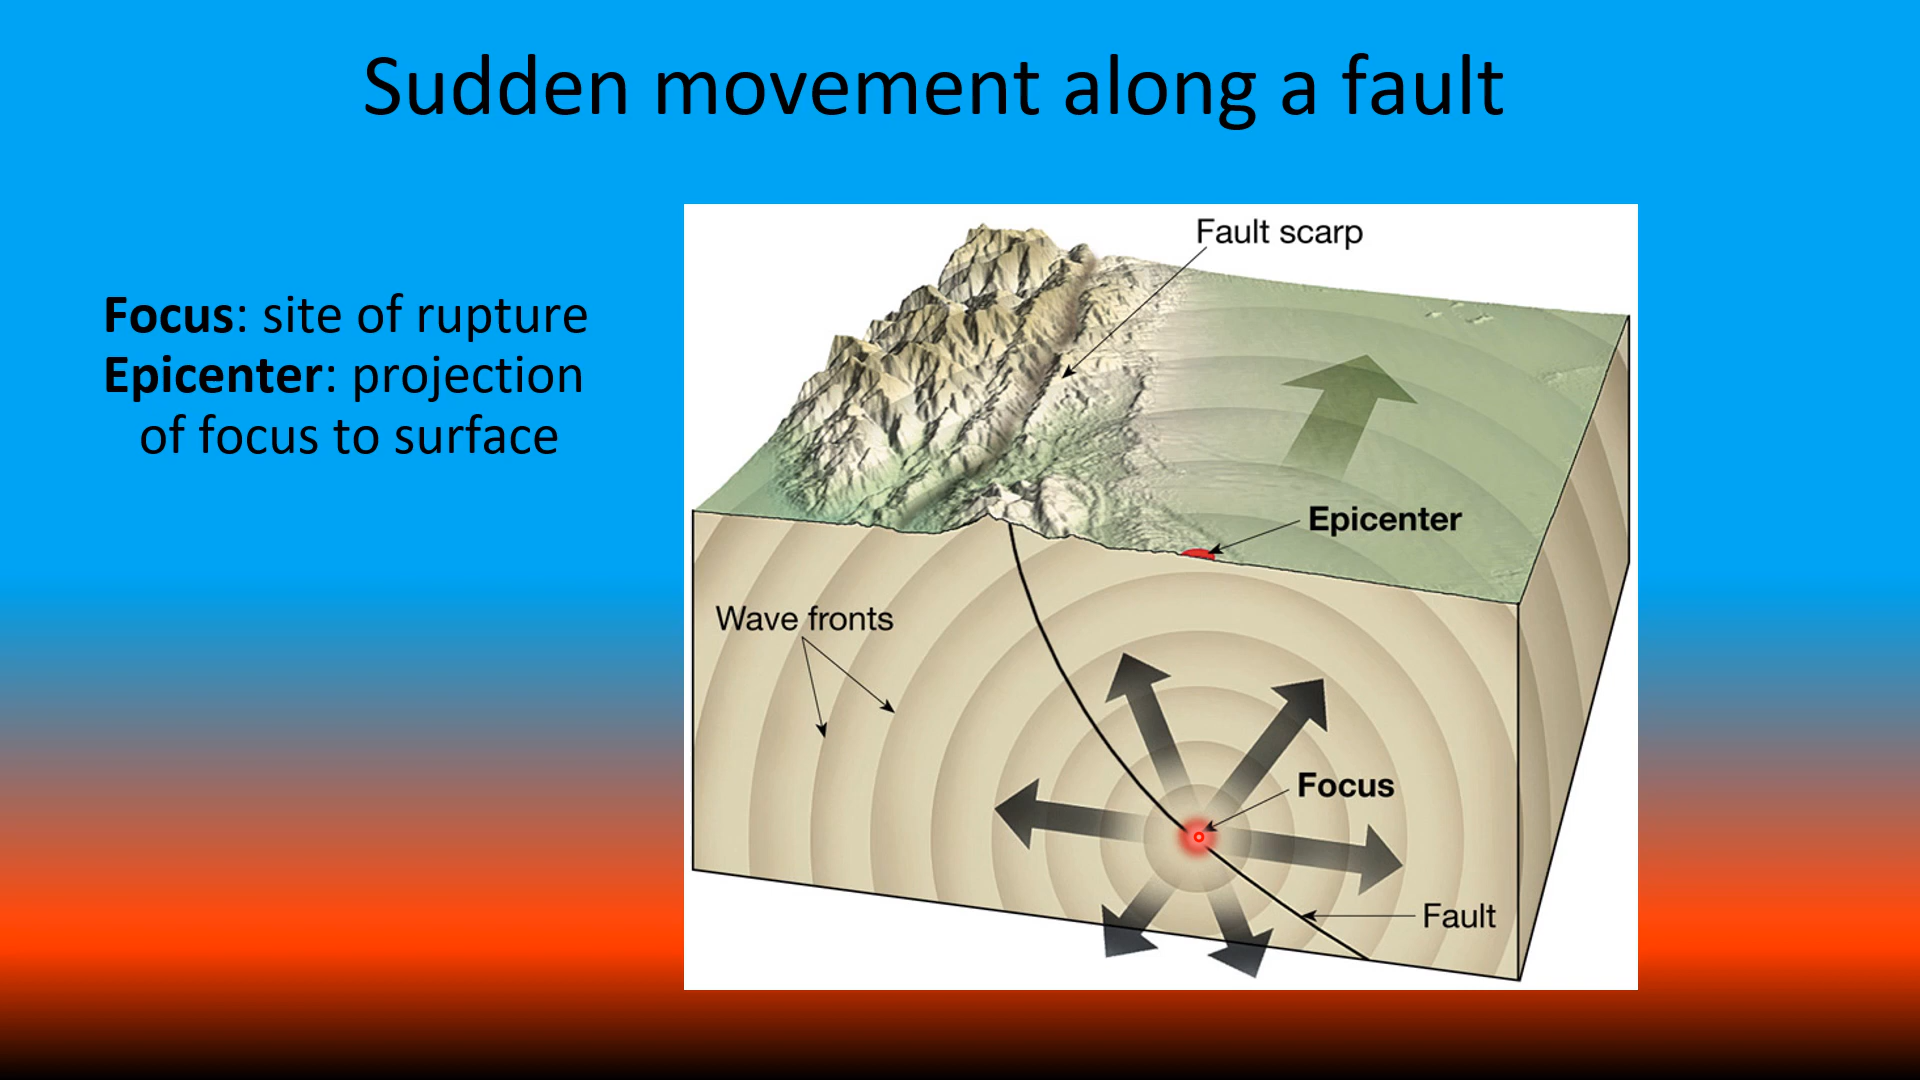 Sudden movement along a fault
Focus: site of rupture
Epicenter: projection
of focus to surface
Fault scarp
Epicenter
Wave fronts
Focus
Fault